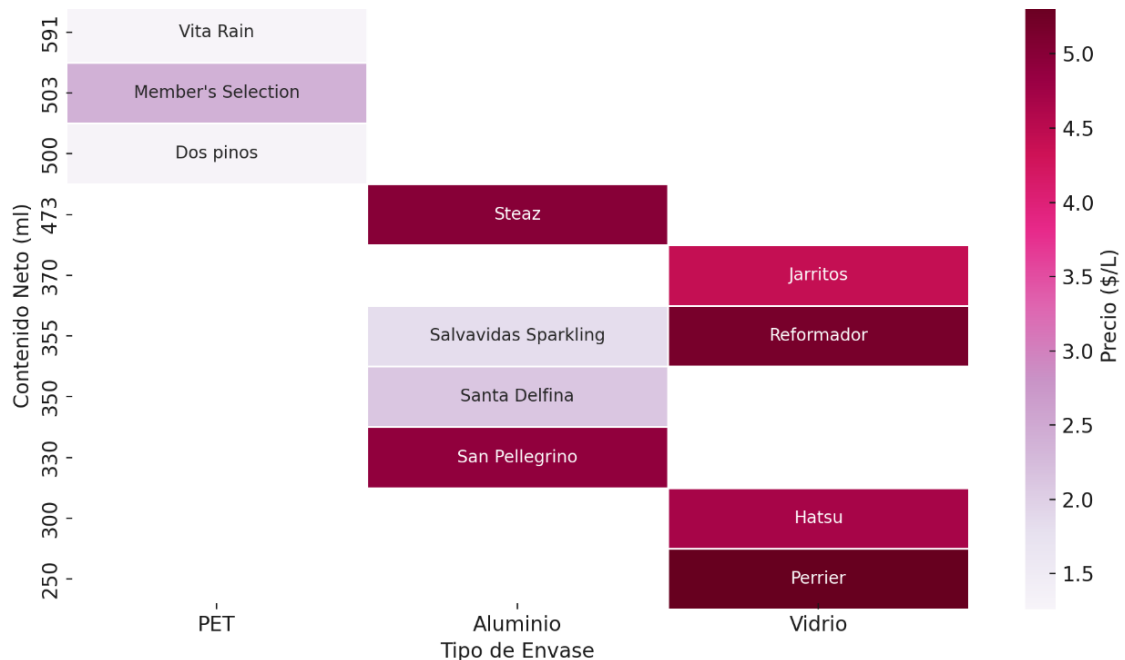 591
Vita Rain
503
Member's Selection
500
Dos pinos
473
Steaz
370
Jarritos
355
Salvavidas Sparkling
Reformador
350
Santa Delfina
330
San Pellegrino
300
Hatsu
250
Perrier
Contenido Neto (ml)
PET
Aluminio
Vidrio
Tipo de Envase
5.0
4.5
4.0
3.5
3.0
2.5
2.0
1.5
Precio ($/L)